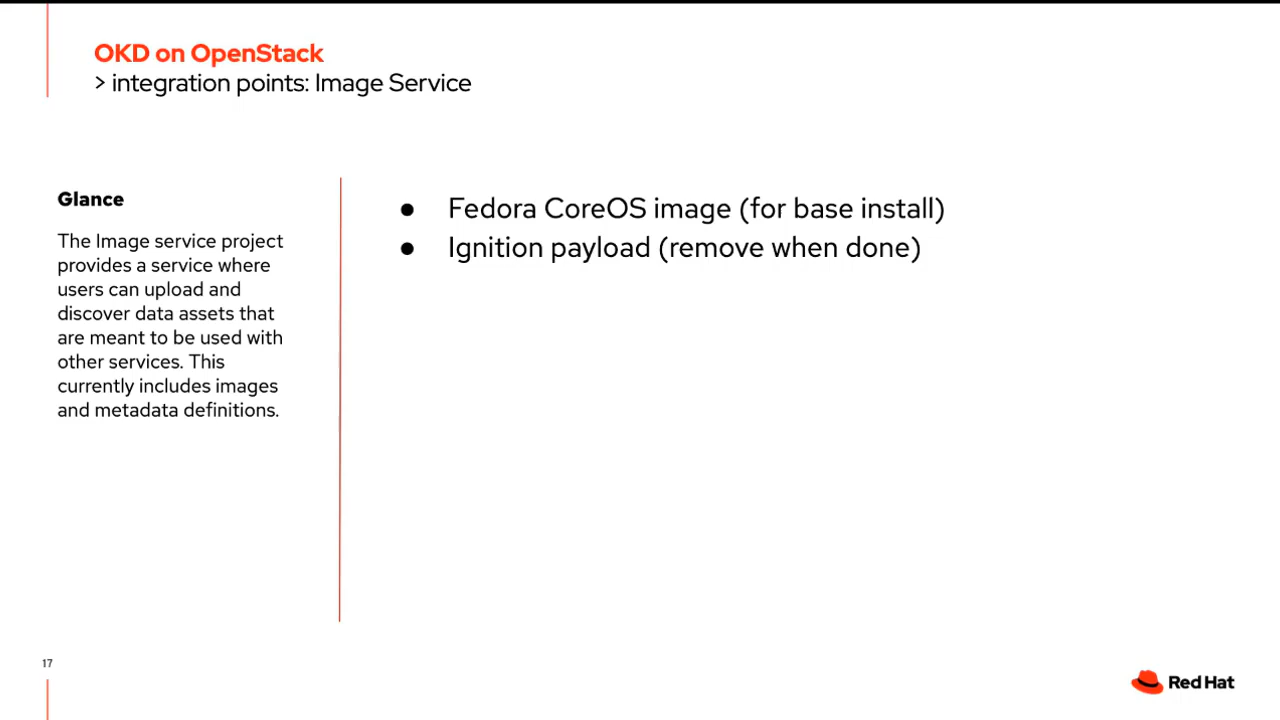 OKD on OpenStack
> integration points: Image Service
Glance
The Image service project
provides a service where
users can upload and
discover data assets that
are meant to be used with
other services. This
currently includes images
and metadata definitions.
● Fedora CoreOS image (for base install)
● Ignition payload (remove when done)
17
Red Hat